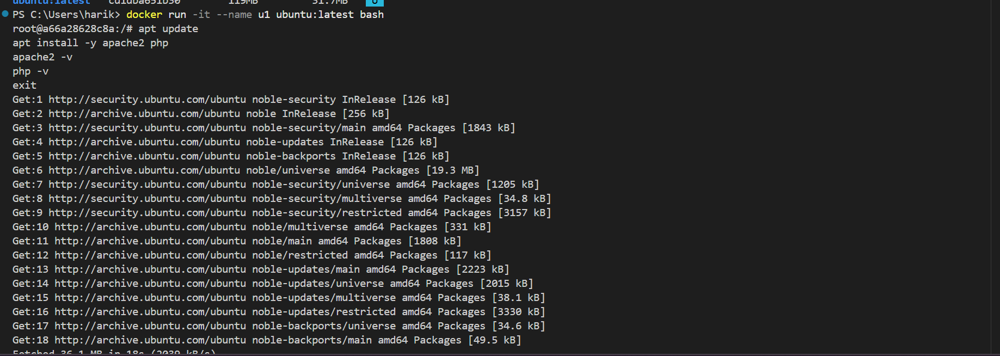 ubuntu:latest cd1dba651b30 119MB 31.7MB U
PS C:\Users\harik> docker run -it --name u1 ubuntu:latest bash
root@a66a28628c8a:/# apt update
apt install -y apache2 php
apache2 -v
php -v
exit
Get:1 http://security.ubuntu.com/ubuntu noble-security InRelease [126 kB]
Get:2 http://archive.ubuntu.com/ubuntu noble InRelease [256 kB]
Get:3 http://security.ubuntu.com/ubuntu noble-security/main amd64 Packages [1843 kB]
Get:4 http://archive.ubuntu.com/ubuntu noble-updates InRelease [126 kB]
Get:5 http://archive.ubuntu.com/ubuntu noble-backports InRelease [126 kB]
Get:6 http://archive.ubuntu.com/ubuntu noble/universe amd64 Packages [19.3 MB]
Get:7 http://security.ubuntu.com/ubuntu noble-security/universe amd64 Packages [1205 kB]
Get:8 http://security.ubuntu.com/ubuntu noble-security/multiverse amd64 Packages [34.8 kB]
Get:9 http://security.ubuntu.com/ubuntu noble-security/restricted amd64 Packages [3157 kB]
Get:10 http://archive.ubuntu.com/ubuntu noble/multiverse amd64 Packages [331 kB]
Get:11 http://archive.ubuntu.com/ubuntu noble/main amd64 Packages [1808 kB]
Get:12 http://archive.ubuntu.com/ubuntu noble/restricted amd64 Packages [117 kB]
Get:13 http://archive.ubuntu.com/ubuntu noble-updates/main amd64 Packages [2223 kB]
Get:14 http://archive.ubuntu.com/ubuntu noble-updates/universe amd64 Packages [2015 kB]
Get:15 http://archive.ubuntu.com/ubuntu noble-updates/multiverse amd64 Packages [38.1 kB]
Get:16 http://archive.ubuntu.com/ubuntu noble-updates/restricted amd64 Packages [3330 kB]
Get:17 http://archive.ubuntu.com/ubuntu noble-backports/universe amd64 Packages [34.6 kB]
Get:18 http://archive.ubuntu.com/ubuntu noble-backports/main amd64 Packages [49.5 kB]
Fetched 36.1 MB in 18s (2039 kB/s)